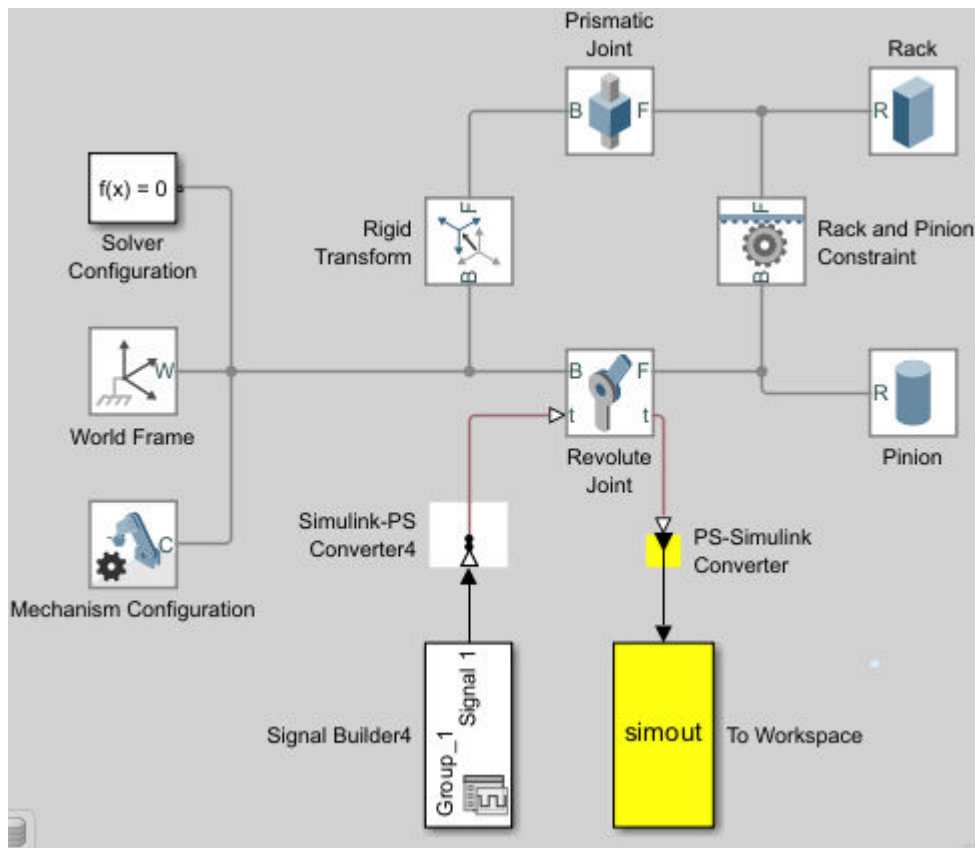 Prismatic
Joint
Rack
B
F
R
f(x) = 0
Solver
Configuration
Rigid
Transform
F
B
F
B
Rack and Pinion
Constraint
W
World Frame
B
F
t
t
Revolute
Joint
R
Pinion
C
Mechanism Configuration
Simulink-PS
Converter4
PS-Simulink
Converter
Signal Builder4
Group_1
Signal 1
simout
To Workspace